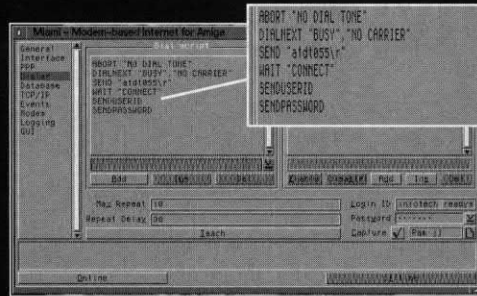 Miami - Modem-based Internet for Amiga
General
Interface
PPP
Dialer
Database
TCP/IP
Events
Modem
Logging
GUI
Dial script
ABORT "NO DIAL TONE"
DIALNEXT "BUSY","NO CARRIER"
SEND "atdt055\r"
WAIT "CONNECT"
SENDUSERID
SENDPASSWORD
Add
Del
Max Repeat 10
Repeat Delay 30
Teach
Add
Del
Login ID infotech
Password
Capture
Online
ABORT "NO DIAL TONE"
DIALNEXT "BUSY","NO CARRIER"
SEND "atdt055\r"
WAIT "CONNECT"
SENDUSERID
SENDPASSWORD